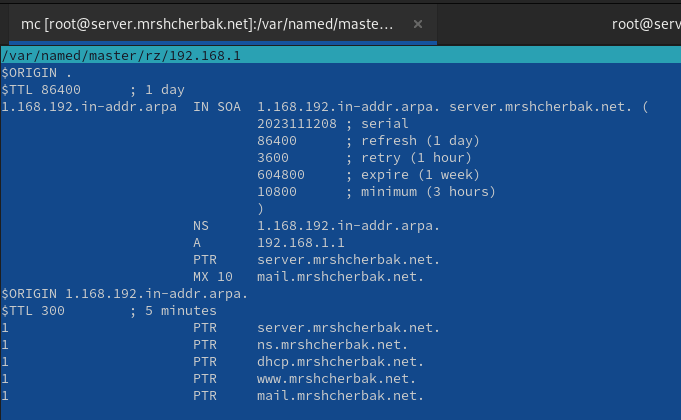 mc [root@server.mrshcherbak.net]:/var/named/maste... × root@serv
/var/named/master/rz/192.168.1
$ORIGIN .
$TTL 86400 ; 1 day
1.168.192.in-addr.arpa IN SOA 1.168.192.in-addr.arpa. server.mrshcherbak.net. (
2023111208 ; serial
86400 ; refresh (1 day)
3600 ; retry (1 hour)
604800 ; expire (1 week)
10800 ; minimum (3 hours)
)
NS 1.168.192.in-addr.arpa.
A 192.168.1.1
PTR server.mrshcherbak.net.
MX 10 mail.mrshcherbak.net.
$ORIGIN 1.168.192.in-addr.arpa.
$TTL 300 ; 5 minutes
1 PTR server.mrshcherbak.net.
1 PTR ns.mrshcherbak.net.
1 PTR dhcp.mrshcherbak.net.
1 PTR www.mrshcherbak.net.
1 PTR mail.mrshcherbak.net.